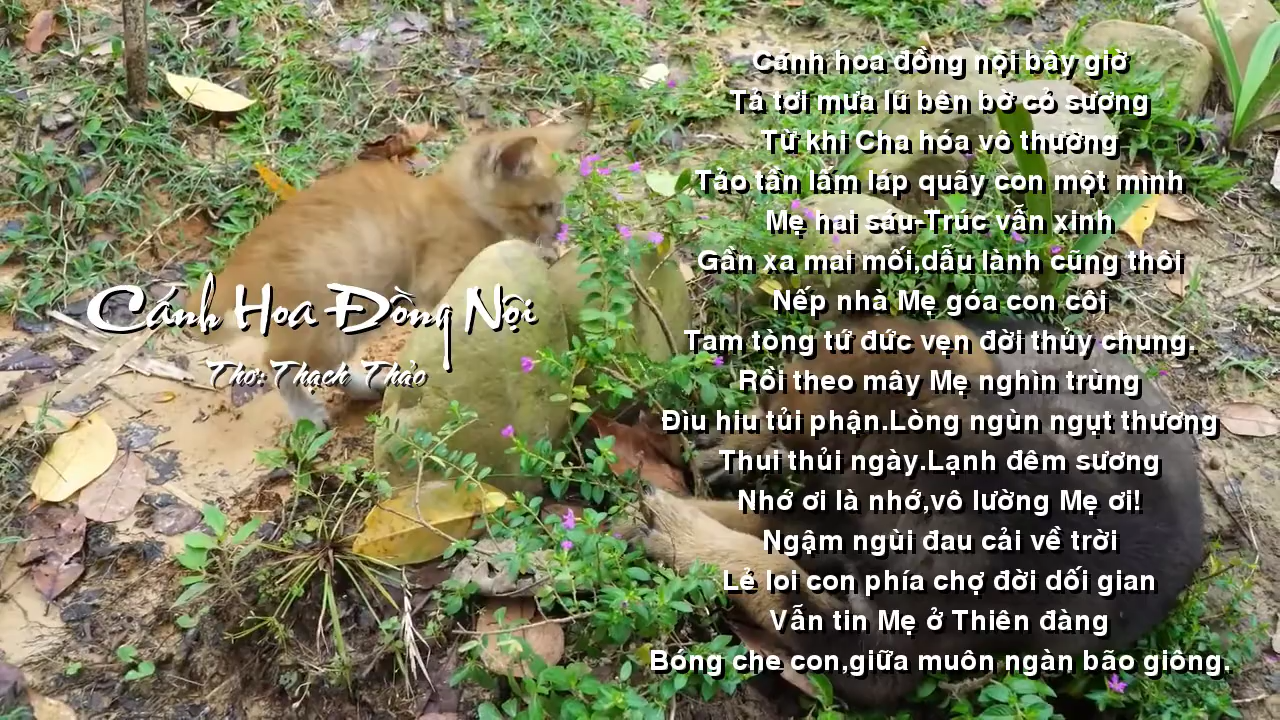 Cánh Hoa Đồng Nội
Thơ: Thạch Thảo
Cánh hoa đồng nội bây giờ
Tả tơi mưa lũ bên bờ cỏ sương
Từ khi Cha hóa vô thường
Tảo tần lấm láp quãy con một mình
Mẹ hai sáu-Trúc vẫn xinh
Gần xa mai mối,dẫu lành cũng thôi
Nếp nhà Mẹ góa con côi
Tam tòng tứ đức vẹn đời thủy chung.
Rồi theo mây Mẹ nghìn trùng
Đìu hiu tủi phận.Lòng ngùn ngụt thương
Thui thủi ngày.Lạnh đêm sương
Nhớ ơi là nhớ,vô lường Mẹ ơi!
Ngậm ngùi đau cải về trời
Lẻ loi con phía chợ đời dối gian
Vẫn tin Mẹ ở Thiên đàng
Bóng che con,giữa muôn ngàn bão giông.